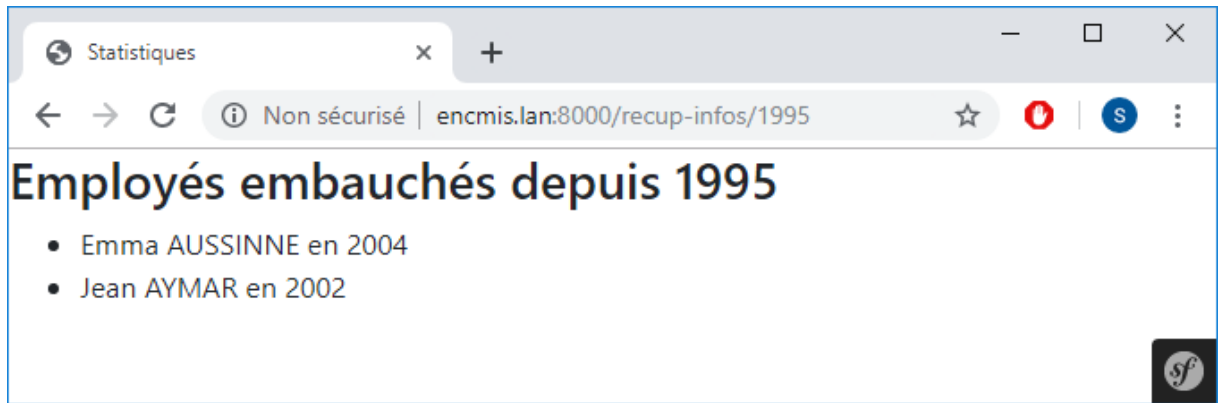 Statistiques
Non sécurisé | encmis.lan:8000/recup-infos/1995
S
Employés embauchés depuis 1995
• Emma AUSSINNE en 2004
• Jean AYMAR en 2002
sf